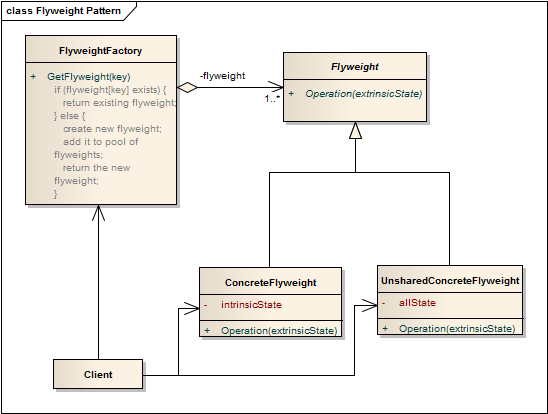 class Flyweight Pattern
FlyweightFactory
+ GetFlyweight(key)
if (flyweight[key] exists) {
return existing flyweight;
} else {
create new flyweight;
add it to pool of
flyweights;
return the new
flyweight;
}
-flyweight
1..*
Flyweight
+ Operation(extrinsicState)
ConcreteFlyweight
- intrinsicState
+ Operation(extrinsicState)
UnsharedConcreteFlyweight
- allState
+ Operation(extrinsicState)
Client